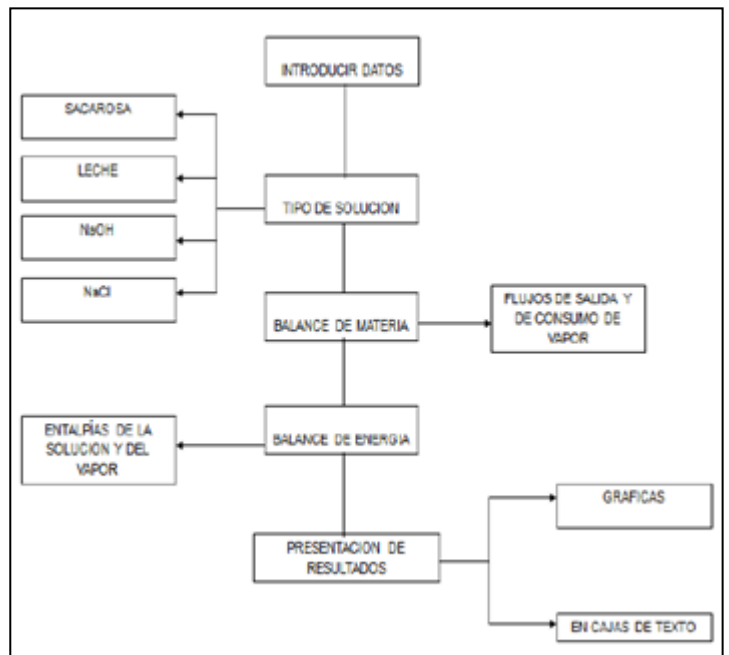 INTRODUCIR DATOS
SACAROSA
LECHE
NaOH
NaCl
TIPO DE SOLUCION
BALANCE DE MATERIA
FLUJOS DE SALIDA Y
DE CONSUMO DE
VAPOR
ENTALPÍAS DE LA
SOLUCION Y DEL
VAPOR
BALANCE DE ENERGIA
PRESENTACION DE
RESULTADOS
GRAFICAS
EN CAJAS DE TEXTO